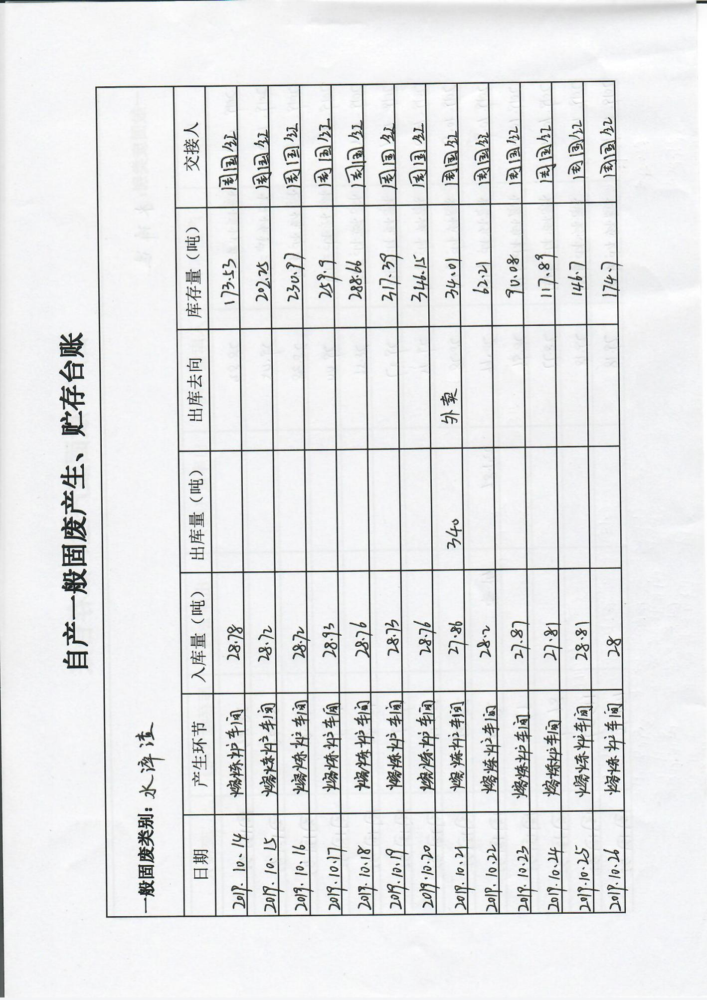 自产一般固废产生、贮存台账
一般固废类别：水淬渣
日期 产生环节 入库量（吨） 出库量（吨） 出库去向 库存量（吨） 交接人
2019.10.14 熔炼炉车间 28.78 173.53 周国红
2019.10.15 熔炼炉车间 28.72 202.25 周国红
2019.10.16 熔炼炉车间 28.72 230.97 周国红
2019.10.17 熔炼炉车间 28.93 259.9 周国红
2019.10.18 熔炼炉车间 28.76 288.66 周国红
2019.10.19 熔炼炉车间 28.73 317.39 周国红
2019.10.20 熔炼炉车间 28.76 346.15 周国红
2019.10.21 熔炼炉车间 27.86 340 外卖 34.01 周国红
2019.10.22 熔炼炉车间 28.2 62.21 周国红
2019.10.23 熔炼炉车间 27.87 90.08 周国红
2019.10.24 熔炼炉车间 27.81 117.89 周国红
2019.10.25 熔炼炉车间 28.81 146.7 周国红
2019.10.26 熔炼炉车间 28 174.7 周国红